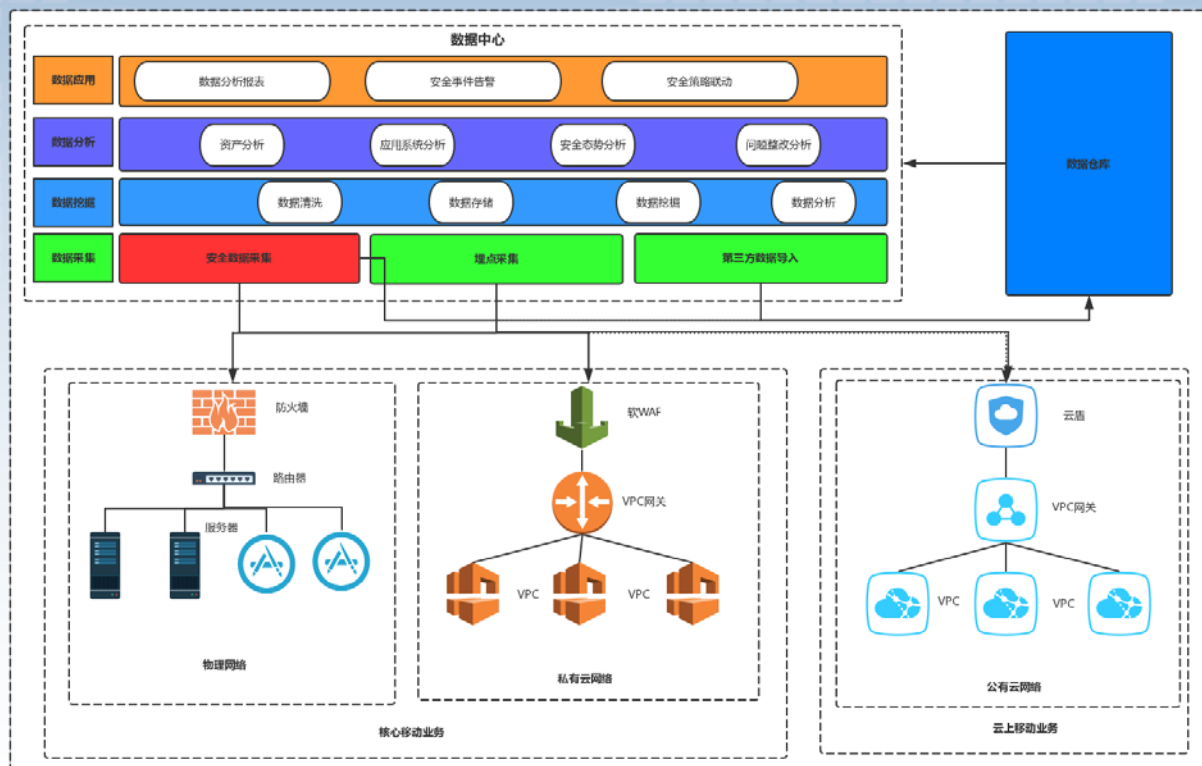 数据中心
数据应用
数据分析报表
安全事件告警
安全策略联动
数据分析
资产分析
应用系统分析
安全态势分析
问题整改分析
数据仓库
数据挖掘
数据清洗
数据存储
数据挖掘
数据分析
数据采集
安全数据采集
埋点采集
第三方数据导入
防火墙
路由器
服务器
物理网络
软WAF
VPC网关
VPC
VPC
私有云网络
核心移动业务
云盾
VPC网关
VPC
VPC
公有云网络
云上移动业务